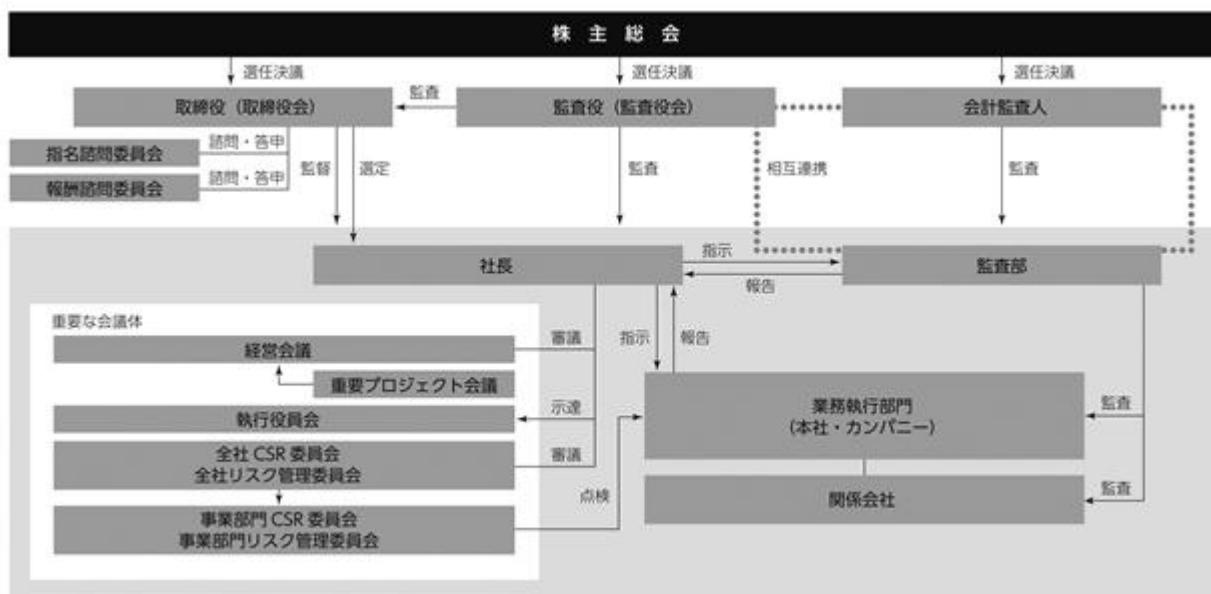 株主総会
選任決議
選任決議
選任決議
取締役(取締役会)
監査
監査役(監査役会)
会計監査人
指名諮問委員会
諮問・答申
報酬諮問委員会
諮問・答申
監督
選定
監査
相互連携
監査
社長
指示
報告
監査部
重要な会議体
経営会議
審議
指示
報告
重要プロジェクト会議
執行役員会
示達
全社 CSR 委員会
全社リスク管理委員会
審議
事業部門 CSR 委員会
事業部門リスク管理委員会
点検
業務執行部門
(本社・カンパニー)
監査
関係会社
監査